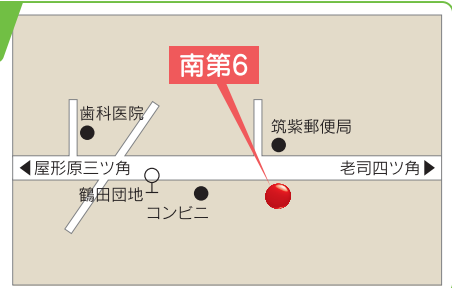 南第6
歯科医院
筑紫郵便局
◀屋形原三ツ角
老司四ツ角▶
鶴田団地
コンビニ